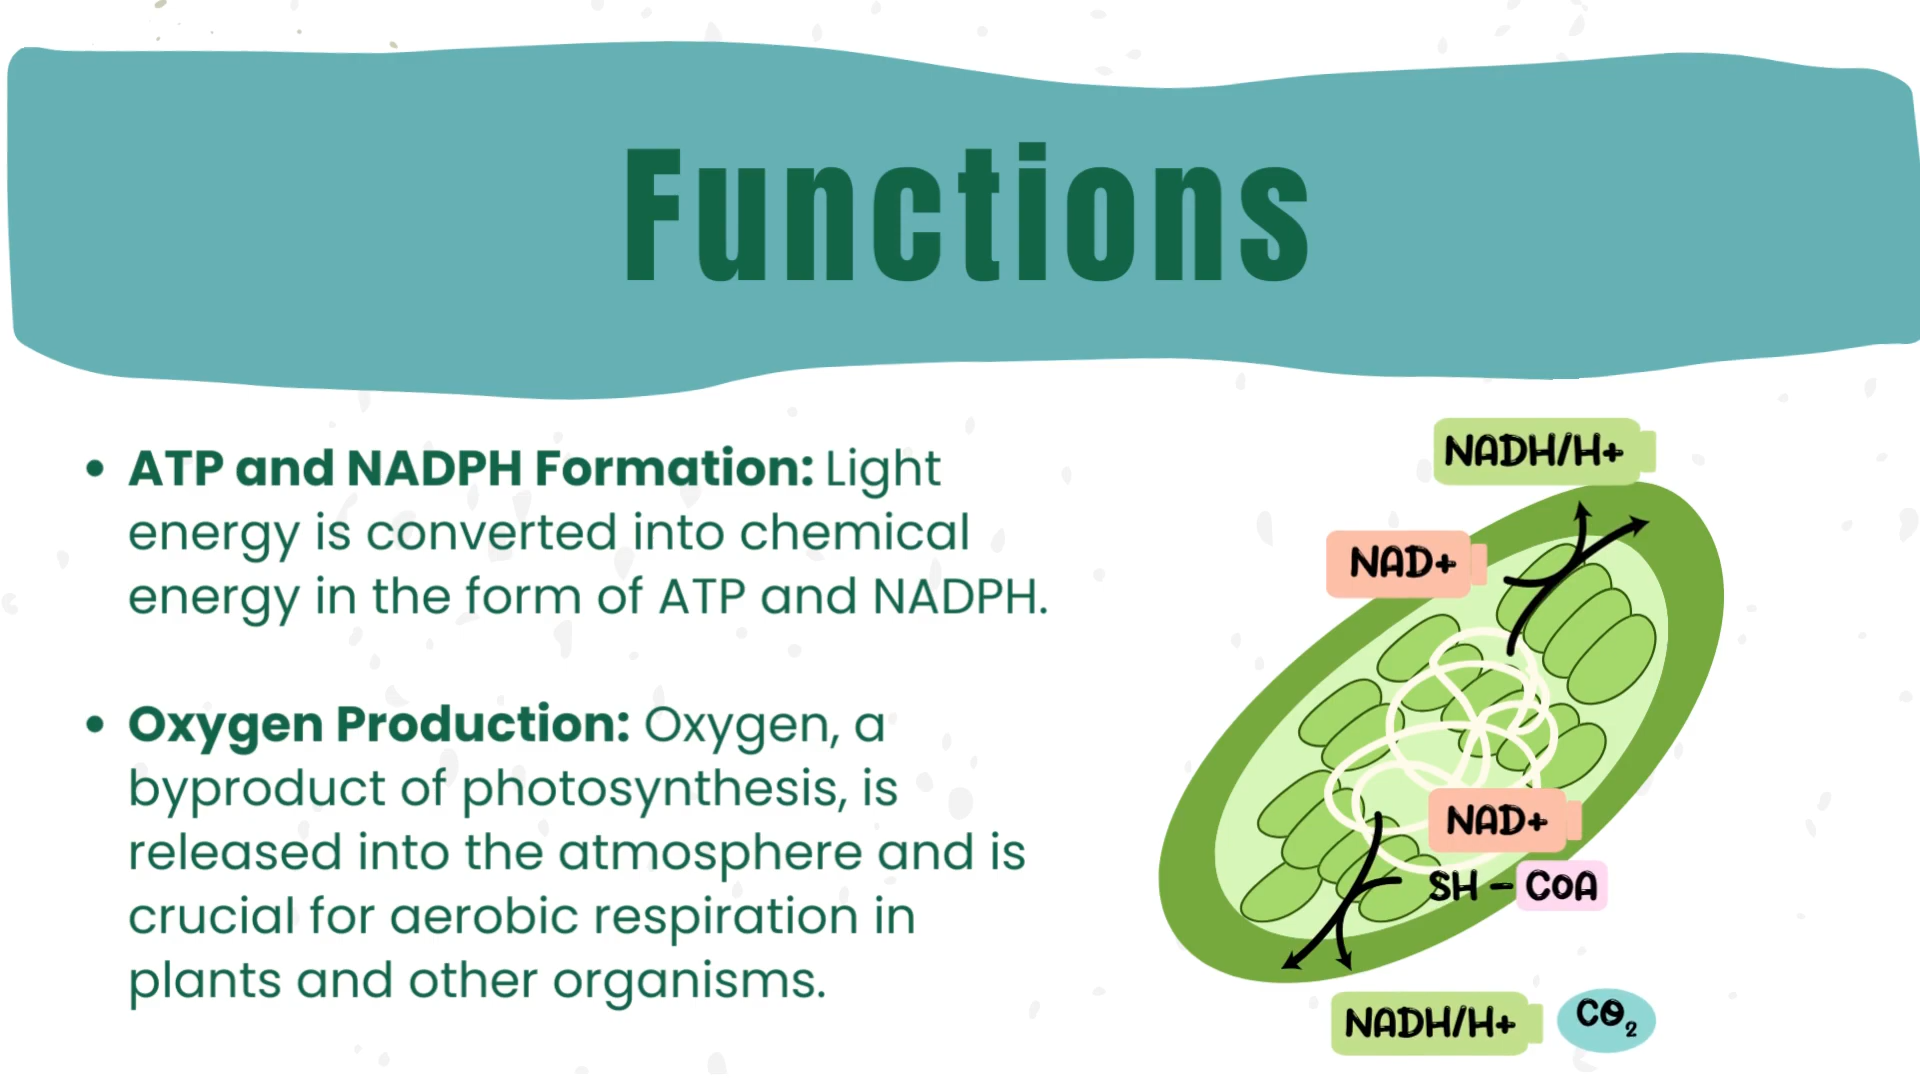 Functions
• ATP and NADPH Formation: Light
energy is converted into chemical
energy in the form of ATP and NADPH.
• Oxygen Production: Oxygen, a
byproduct of photosynthesis, is
released into the atmosphere and is
crucial for aerobic respiration in
plants and other organisms.
NADH/H+
NAD+
NAD+
SH - CoA
NADH/H+
CO₂